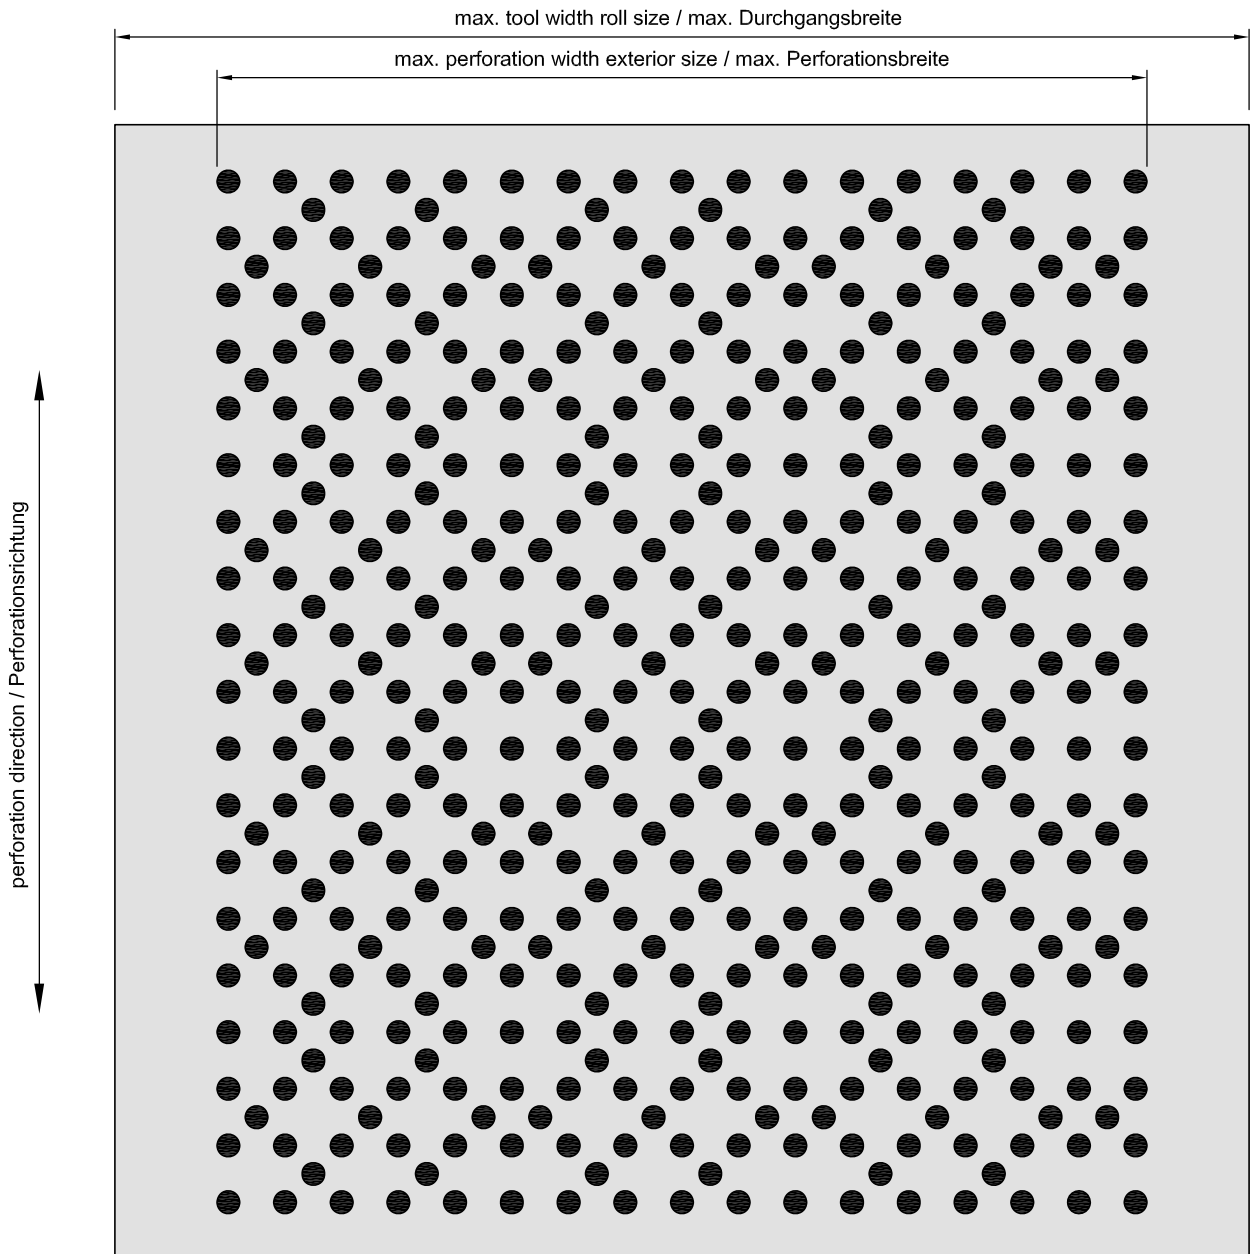 max. tool width roll size / max. Durchgangsbreite
max. perforation width exterior size / max. Perforationsbreite
perforation direction / Perforationsrichtung